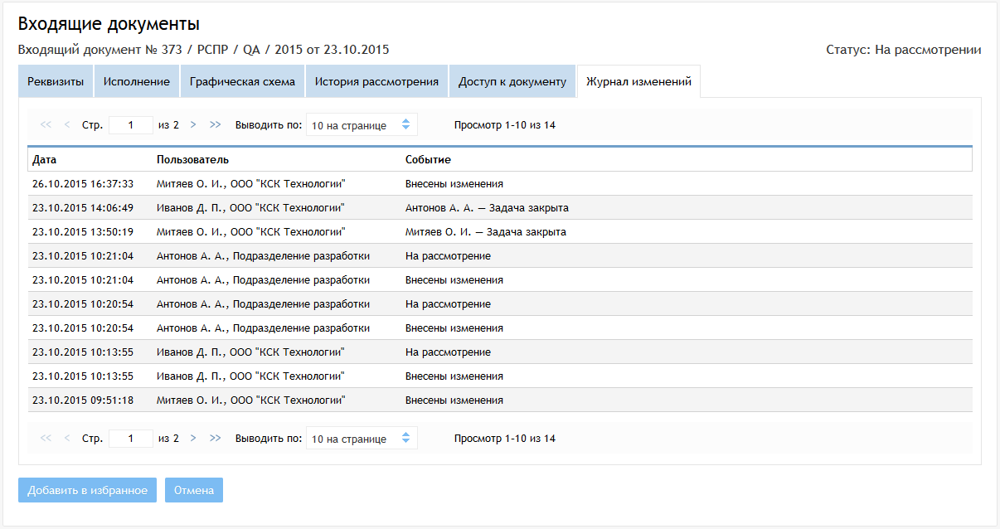 Входящие документы
Входящий документ № 373 / РСПР / QA / 2015 от 23.10.2015 Статус: На рассмотрении
Реквизиты Исполнение Графическая схема История рассмотрения Доступ к документу Журнал изменений
<< < Стр. 1 из 2 > >> Выводить по: 10 на странице Просмотр 1-10 из 14
Дата Пользователь Событие
26.10.2015 16:37:33 Митяев О. И., ООО "КСК Технологии" Внесены изменения
23.10.2015 14:06:49 Иванов Д. П., ООО "КСК Технологии" Антонов А. А. — Задача закрыта
23.10.2015 13:50:19 Митяев О. И., ООО "КСК Технологии" Митяев О. И. — Задача закрыта
23.10.2015 10:21:04 Антонов А. А., Подразделение разработки На рассмотрение
23.10.2015 10:21:04 Антонов А. А., Подразделение разработки Внесены изменения
23.10.2015 10:20:54 Антонов А. А., Подразделение разработки На рассмотрение
23.10.2015 10:20:54 Антонов А. А., Подразделение разработки Внесены изменения
23.10.2015 10:13:55 Иванов Д. П., ООО "КСК Технологии" На рассмотрение
23.10.2015 10:13:55 Иванов Д. П., ООО "КСК Технологии" Внесены изменения
23.10.2015 09:51:18 Митяев О. И., ООО "КСК Технологии" Внесены изменения
<< < Стр. 1 из 2 > >> Выводить по: 10 на странице Просмотр 1-10 из 14
Добавить в избранное Отмена